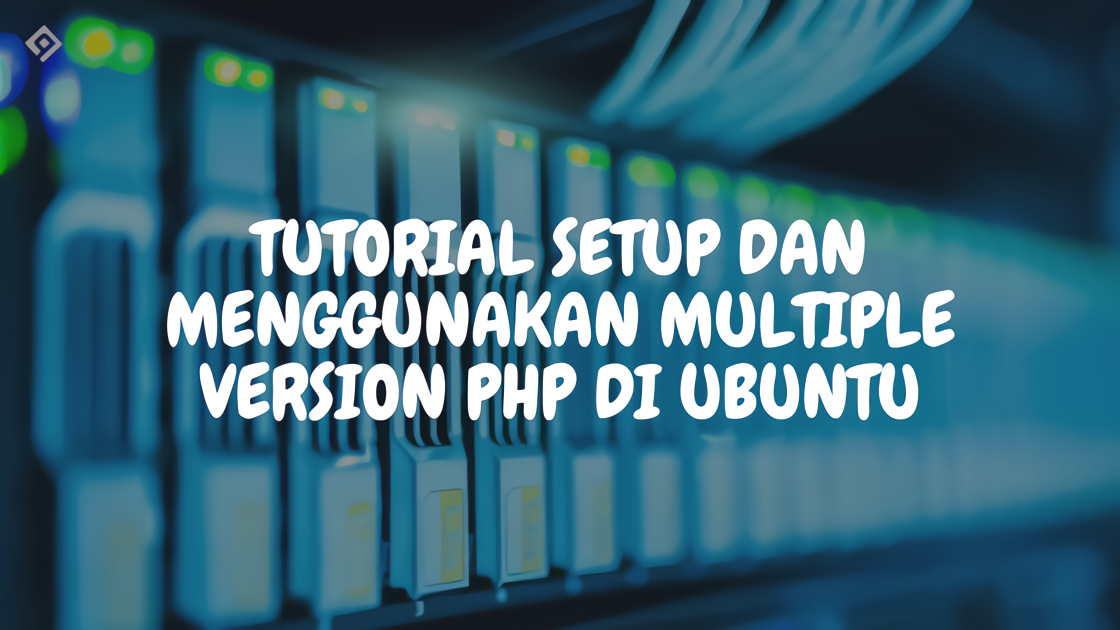 TUTORIAL SETUP DAN
MENGGUNAKAN MULTIPLE
VERSION PHP DI UBUNTU